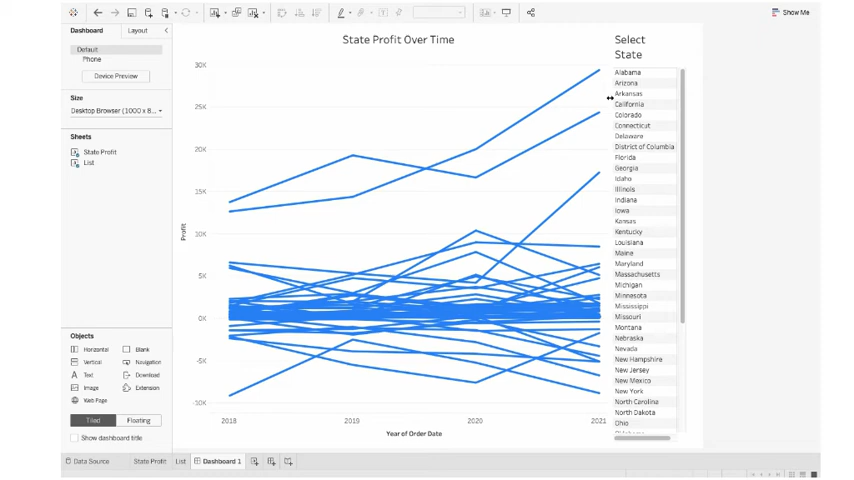 Show Me
Dashboard
Layout
Default
Phone
Device Preview
Size
Desktop Browser (1000 x 8...
Sheets
State Profit
List
Objects
Horizontal
Blank
Vertical
Navigation
Text
Download
Image
Extension
Web Page
Tiled
Floating
Show dashboard title
State Profit Over Time
30K
25K
20K
15K
10K
5K
0K
-5K
-10K
Profit
2018
2019
2020
2021
Year of Order Date
Select
State
Alabama
Arizona
Arkansas
California
Colorado
Connecticut
Delaware
District of Columbia
Florida
Georgia
Idaho
Illinois
Indiana
Iowa
Kansas
Kentucky
Louisiana
Maine
Maryland
Massachusetts
Michigan
Minnesota
Mississippi
Missouri
Montana
Nebraska
Nevada
New Hampshire
New Jersey
New Mexico
New York
North Carolina
North Dakota
Ohio
Data Source
State Profit
List
Dashboard 1